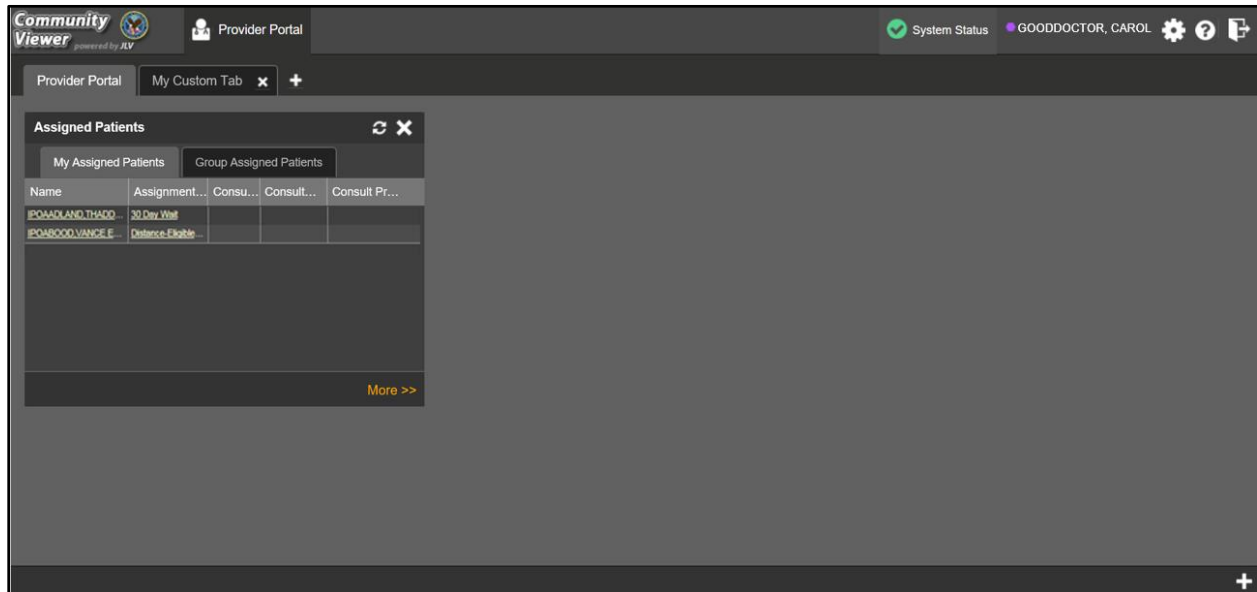 Community
Viewer powered by JLV
Provider Portal
System Status
GOODDOCTOR, CAROL
Provider Portal
My Custom Tab
Assigned Patients
My Assigned Patients
Group Assigned Patients
Name Assignment... Consu... Consult... Consult Pr...
IPOAADLAND,THADD... 30 Day Wait
IPOABOOD,VANCE E... Distance-Eligible...
More >>